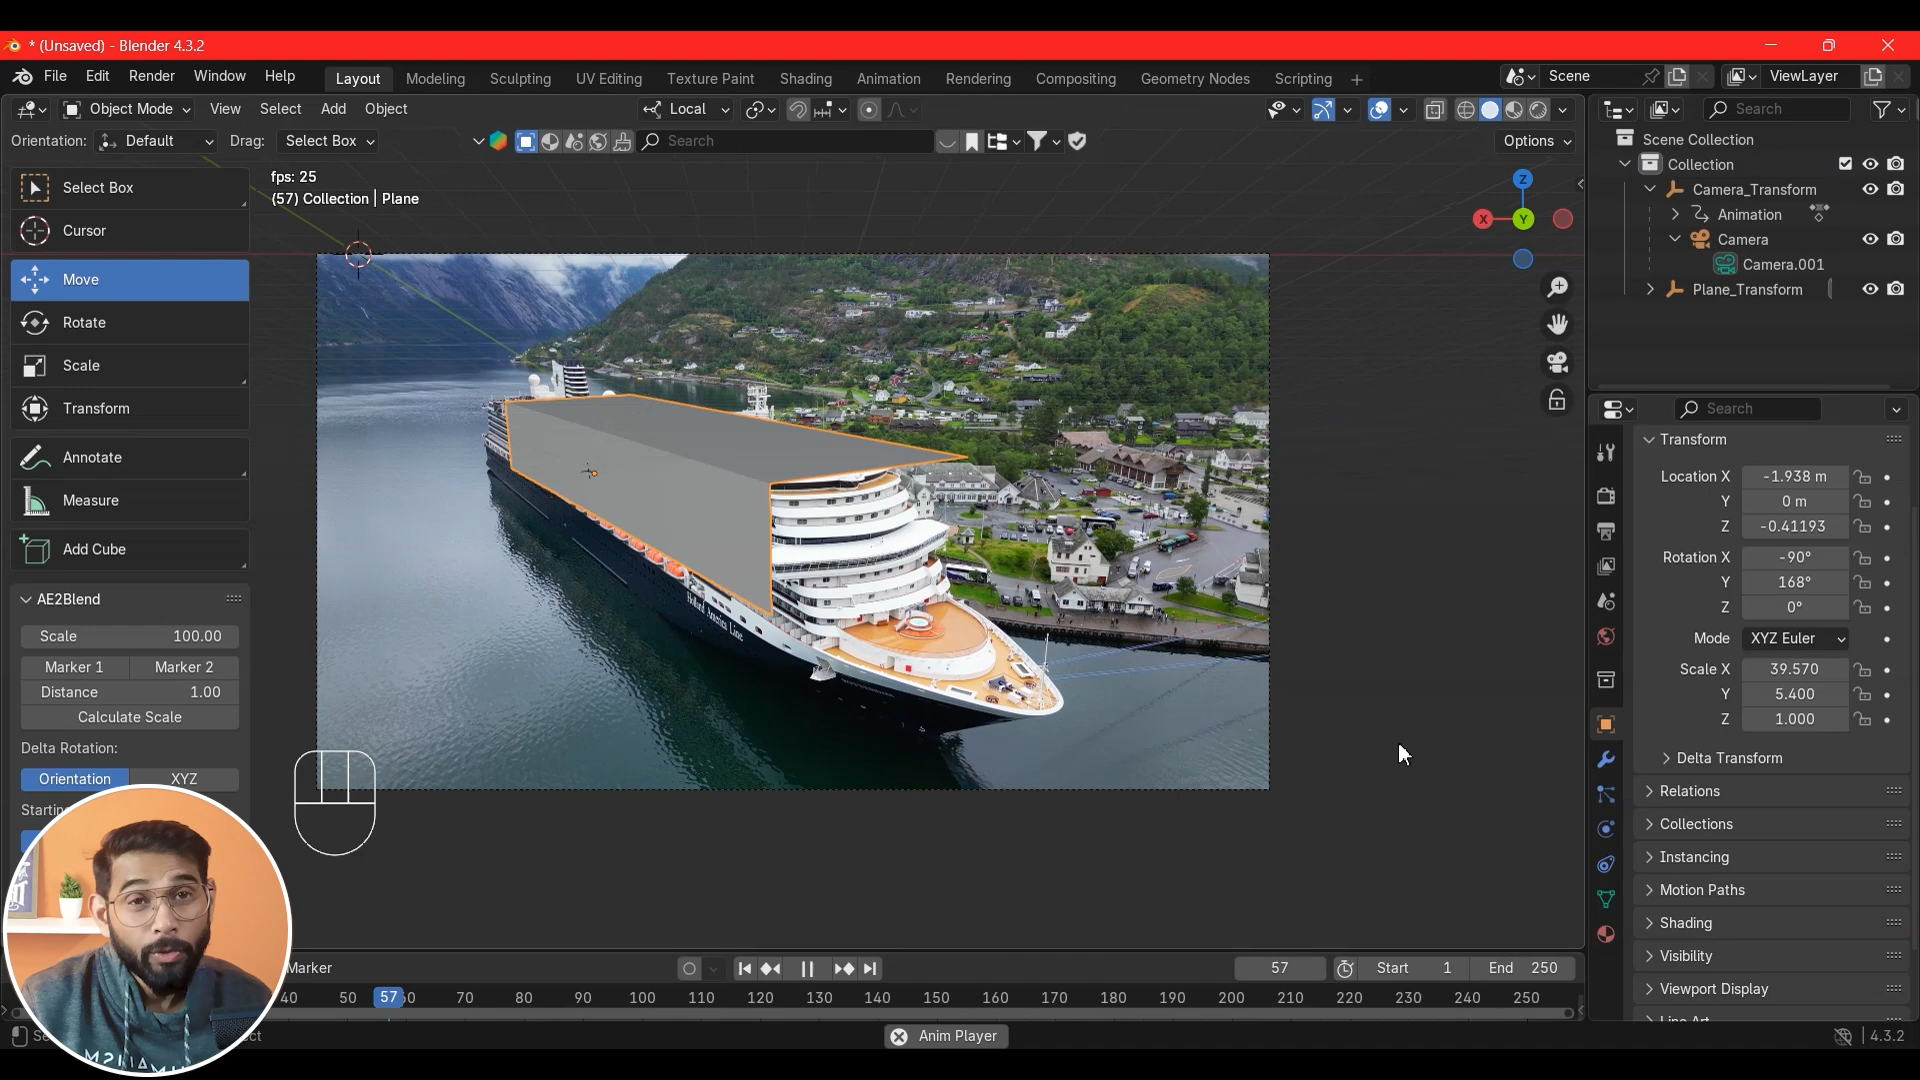 * (Unsaved) - Blender 4.3.2
File Edit Render Window Help
Layout Modeling Sculpting UV Editing Texture Paint Shading Animation Rendering Compositing Geometry Nodes Scripting +
Scene
ViewLayer
Object Mode View Select Add Object
Local
Search
Orientation: Default Drag: Select Box
Search
Options
Scene Collection
Collection
Camera_Transform
Animation
Camera
Camera.001
Plane_Transform
fps: 25
(57) Collection | Plane
Z
X
Y
Select Box
Cursor
Move
Rotate
Scale
Transform
Annotate
Measure
Add Cube
AE2Blend
Scale 100.00
Marker 1 Marker 2
Distance 1.00
Calculate Scale
Delta Rotation:
Orientation XYZ
Holland America Line
Search
Transform
Location X -1.938 m
Y 0 m
Z -0.41193
Rotation X -90°
Y 168°
Z 0°
Mode XYZ Euler
Scale X 39.570
Y 5.400
Z 1.000
Delta Transform
Relations
Collections
Instancing
Motion Paths
Shading
Visibility
Viewport Display
Line Art
Marker
57
Start 1
End 250
40 50 57 70 80 90 100 110 120 130 140 150 160 170 180 190 200 210 220 230 240 250
Anim Player
4.3.2